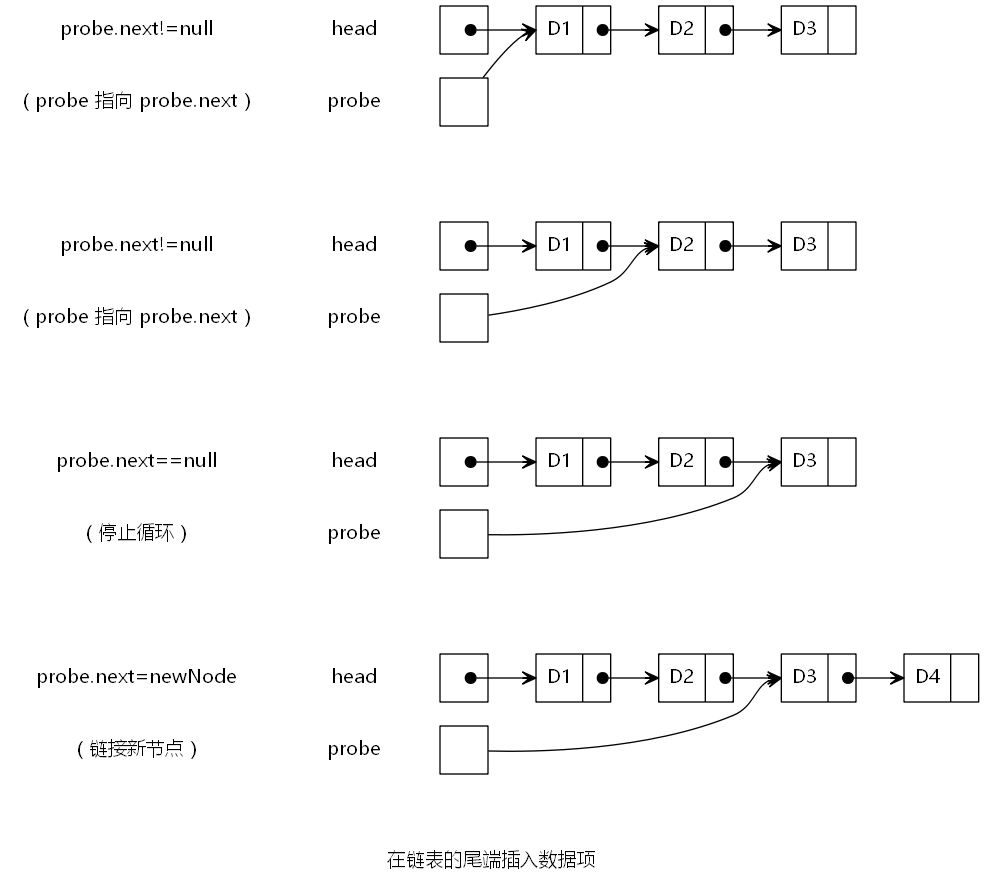 probe.next!=null head D1 D2 D3
( probe 指向 probe.next ) probe
probe.next!=null head D1 D2 D3
( probe 指向 probe.next ) probe
probe.next==null head D1 D2 D3
( 停止循环 ) probe
probe.next=newNode head D1 D2 D3 D4
( 链接新节点 ) probe
在链表的尾端插入数据项